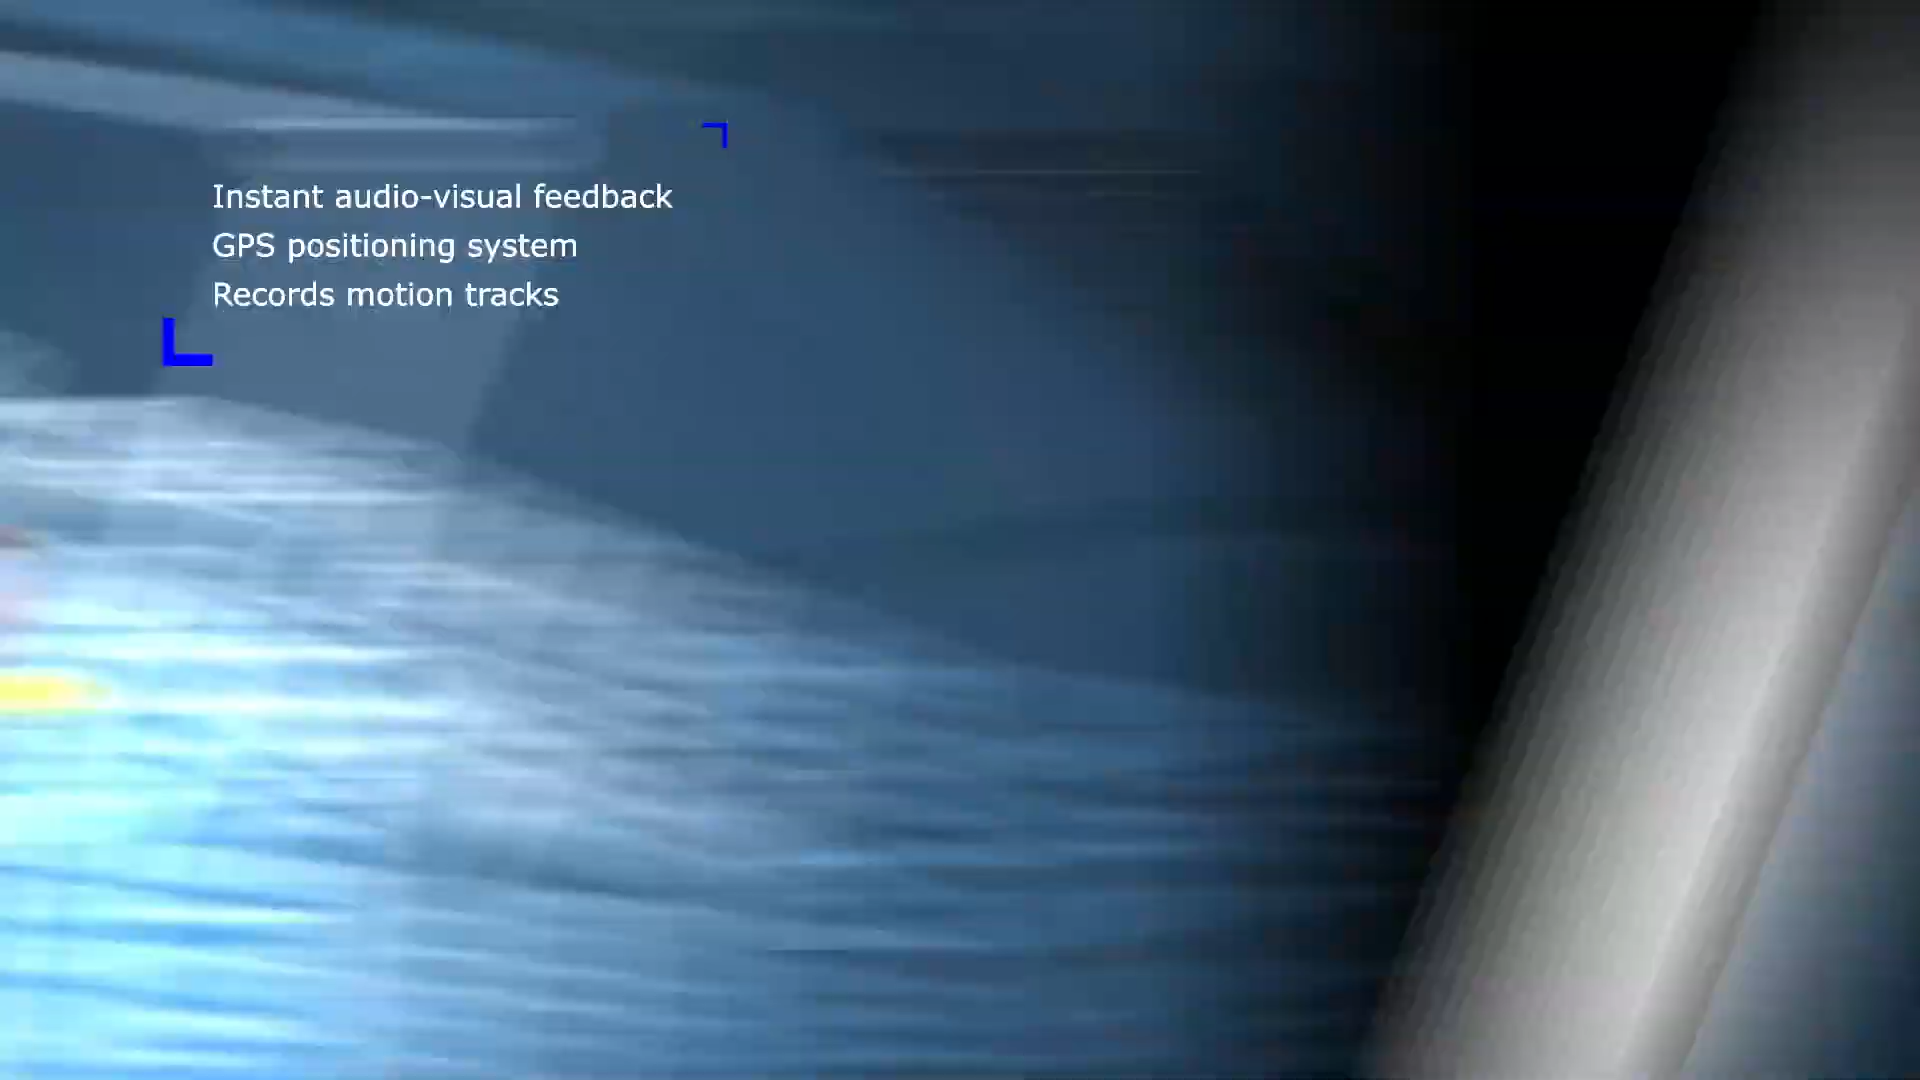 Instant audio-visual feedback
GPS positioning system
Records motion tracks